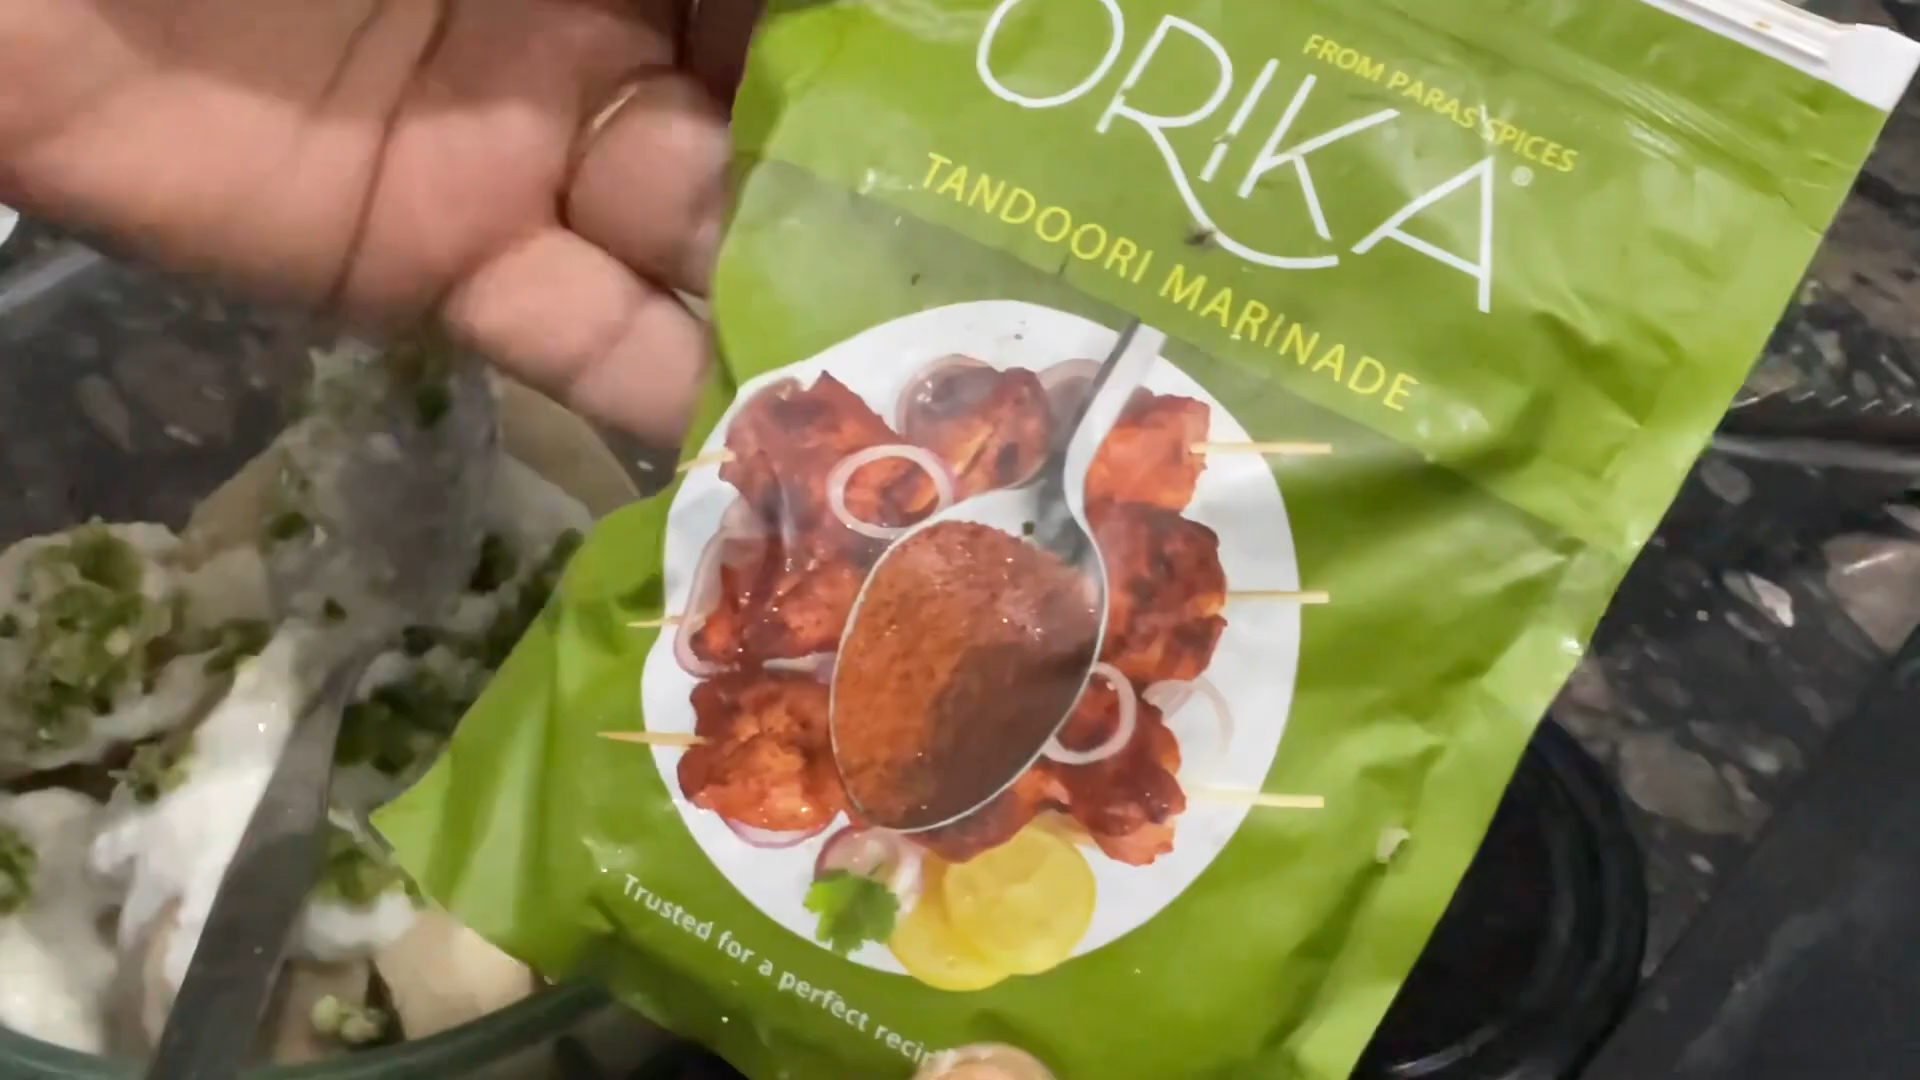 FROM PARAS SPICES
ORIKA®
TANDOORI MARINADE
Trusted for a perfect